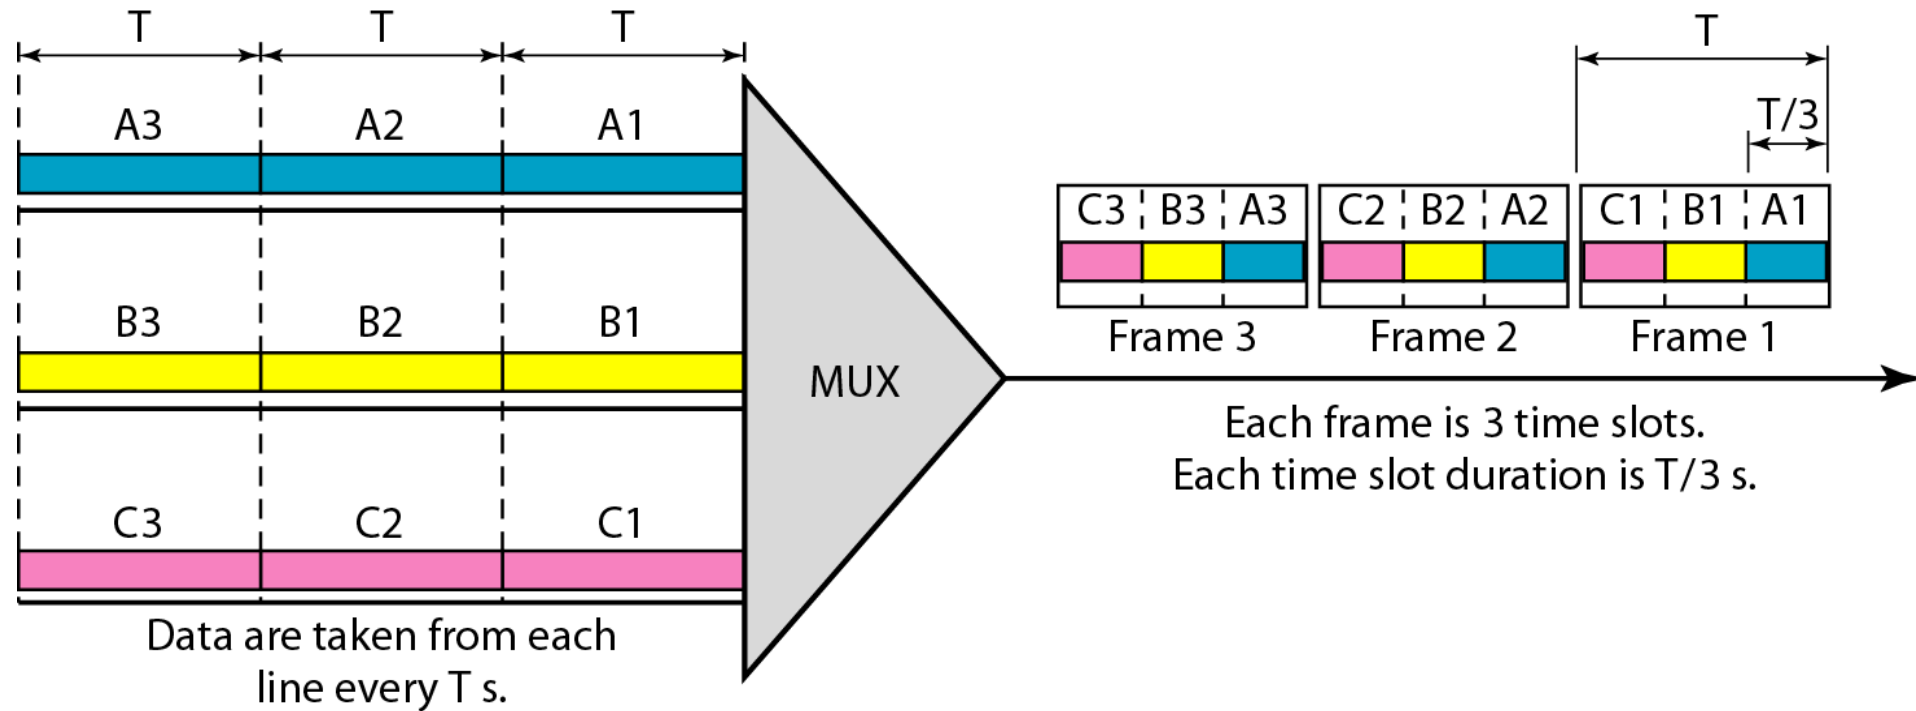 T T T
A3 A2 A1
B3 B2 B1
C3 C2 C1
Data are taken from each
line every T s.
MUX
T
T/3
C3 B3 A3 C2 B2 A2 C1 B1 A1
Frame 3 Frame 2 Frame 1
Each frame is 3 time slots.
Each time slot duration is T/3 s.